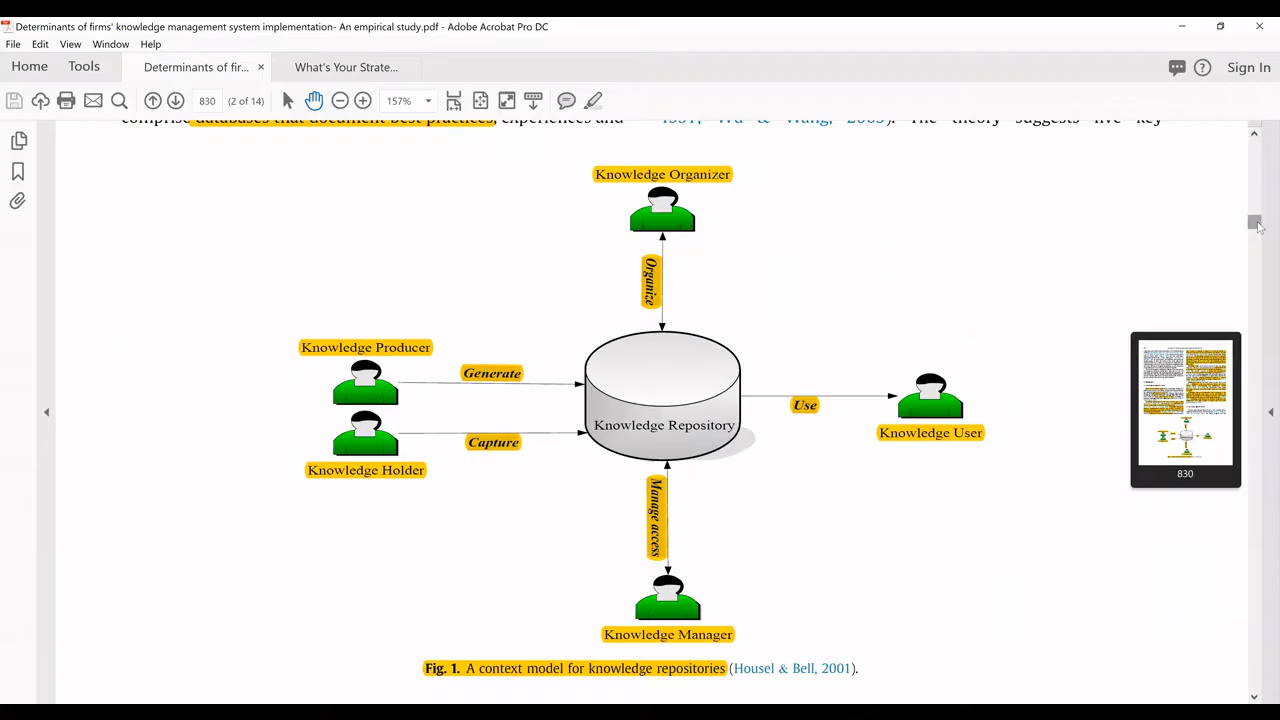 Determinants of firms' knowledge management system implementation- An empirical study.pdf - Adobe Acrobat Pro DC
File Edit View Window Help
Home Tools Determinants of fir... × What's Your Strate... Sign In
830 (2 of 14) 157%
comprise databases that document best practices, experiences and
1991; Wu & Wang, 2005). The theory suggests five key
Knowledge Organizer
Organize
Knowledge Producer
Generate
Knowledge Repository
Use
Capture
Knowledge User
Knowledge Holder
Manage access
Knowledge Manager
Fig. 1. A context model for knowledge repositories (Housel & Bell, 2001).
830